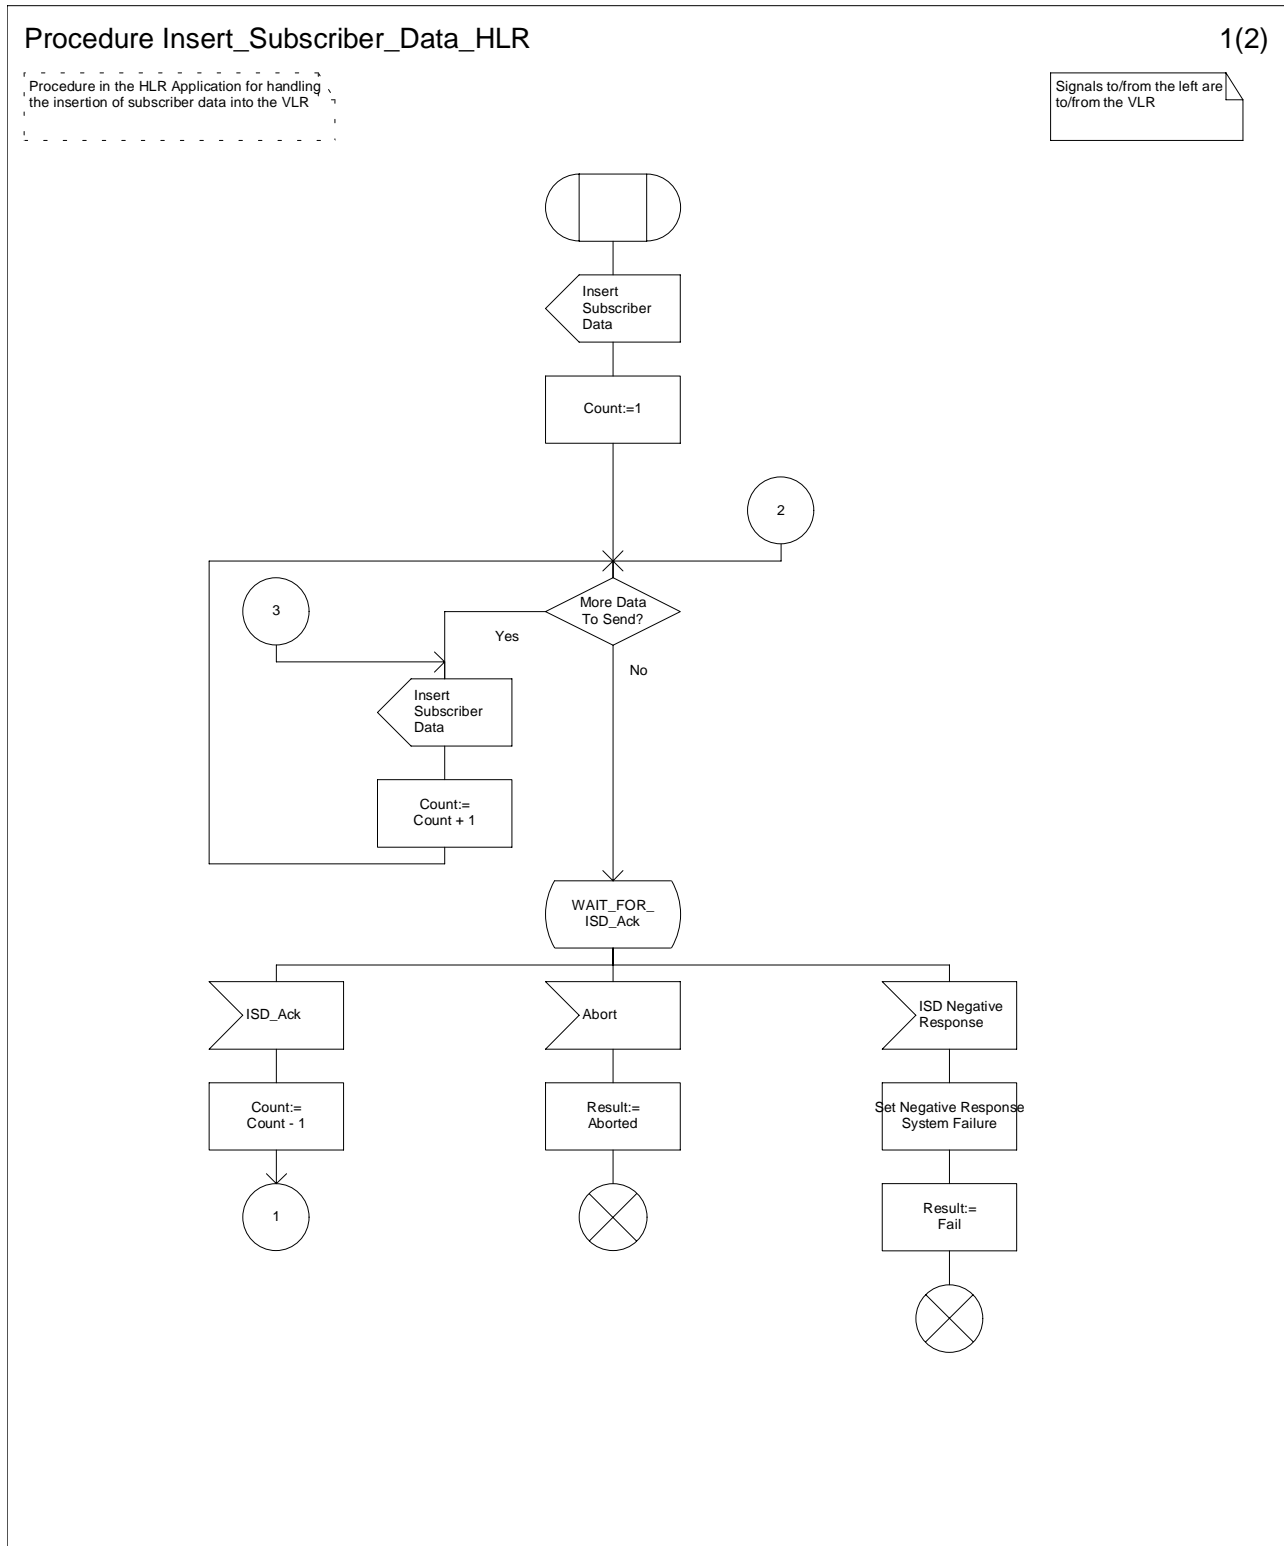 Procedure Insert_Subscriber_Data_HLR
1(2)
Procedure in the HLR Application for handling
the insertion of subscriber data into the VLR
Signals to/from the left are
to/from the VLR
Insert
Subscriber
Data
Count:=1
2
3
More Data
To Send?
Yes
No
Insert
Subscriber
Data
Count:=
Count + 1
WAIT_FOR_
ISD_Ack
ISD_Ack
Abort
ISD Negative
Response
Count:=
Count - 1
Result:=
Aborted
Set Negative Response
System Failure
1
Result:=
Fail